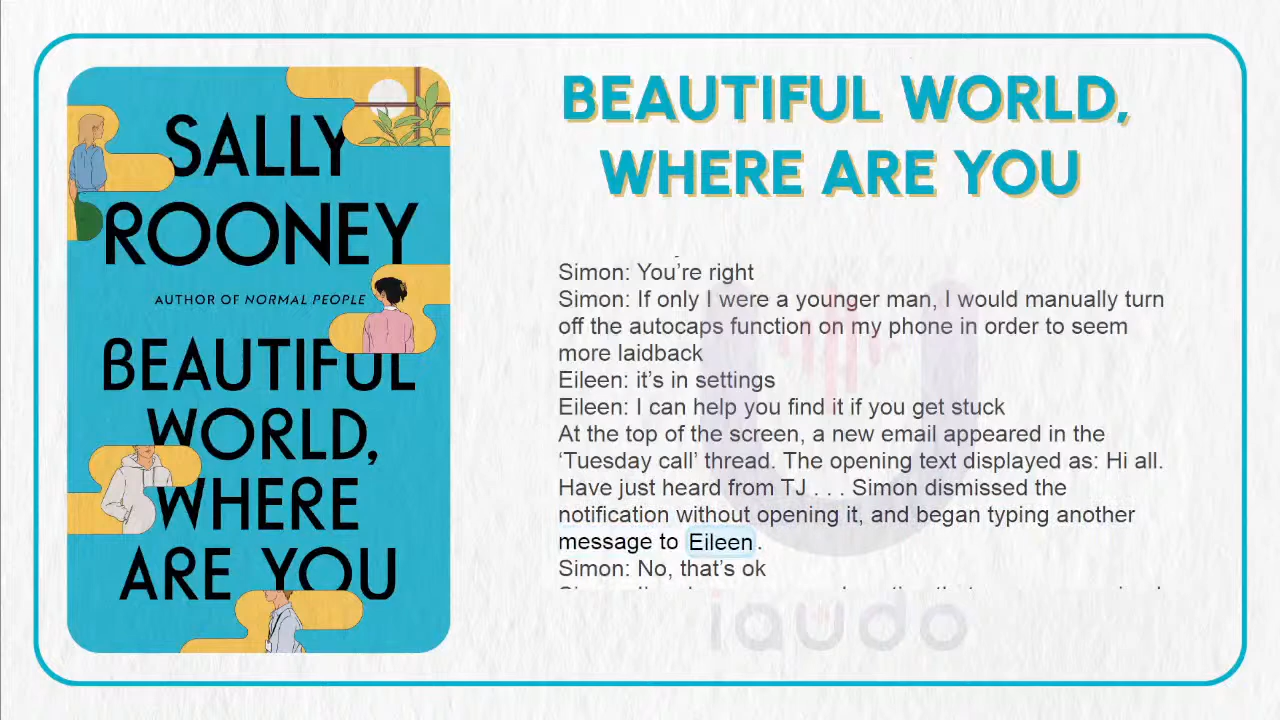 SALLY
ROONEY
AUTHOR OF NORMAL PEOPLE
BEAUTIFUL
WORLD,
WHERE
ARE YOU
BEAUTIFUL WORLD,
WHERE ARE YOU
Simon: You’re right
Simon: If only I were a younger man, I would manually turn
off the autocaps function on my phone in order to seem
more laidback
Eileen: it’s in settings
Eileen: I can help you find it if you get stuck
At the top of the screen, a new email appeared in the
‘Tuesday call’ thread. The opening text displayed as: Hi all.
Have just heard from TJ . . . Simon dismissed the
notification without opening it, and began typing another
message to Eileen.
Simon: No, that’s ok
iaudo